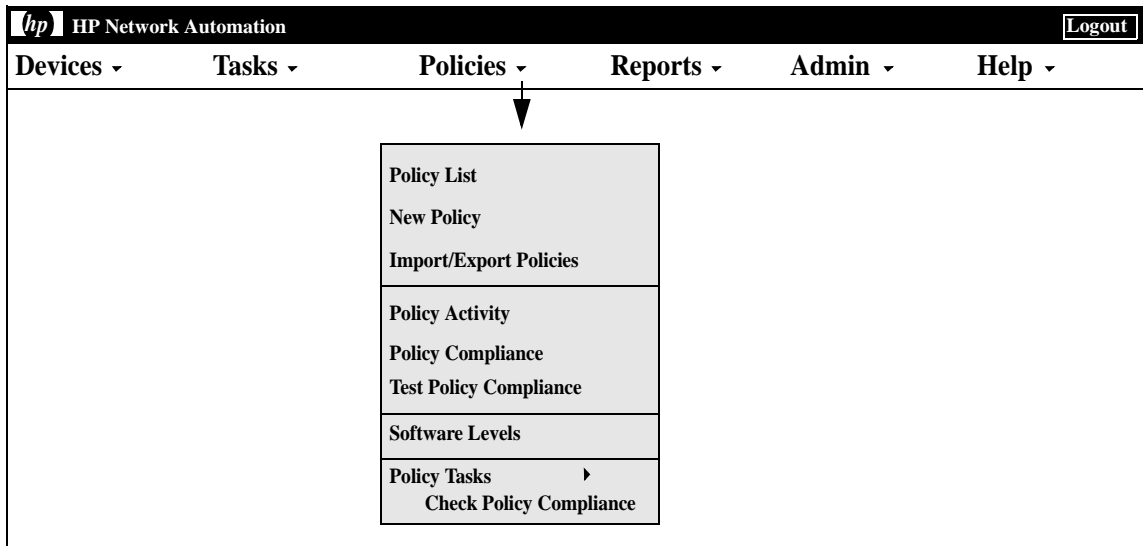 hp HP Network Automation Logout
Devices Tasks Policies Reports Admin Help
Policy List
New Policy
Import/Export Policies
Policy Activity
Policy Compliance
Test Policy Compliance
Software Levels
Policy Tasks
Check Policy Compliance